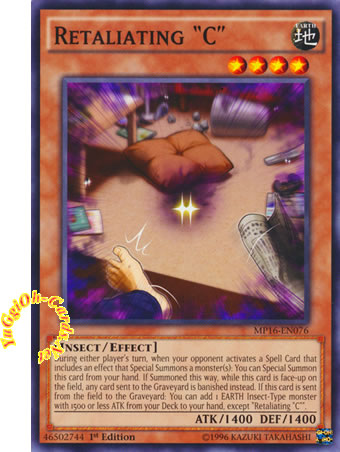 RETALIATING "C"
EARTH
地
MP16-EN076
[INSECT/EFFECT]
During either player's turn, when your opponent activates a Spell Card that
includes an effect that Special Summons a monster(s): You can Special Summon
this card from your hand. If Summoned this way, while this card is face-up on
the field, any card sent to the Graveyard is banished instead. If this card is sent
from the field to the Graveyard: You can add 1 EARTH Insect-Type monster
with 1500 or less ATK from your Deck to your hand, except "Retaliating "C"".
ATK/1400 DEF/1400
46502744 1st Edition ©1996 KAZUKI TAKAHASHI
YuGiOh-Cards.net